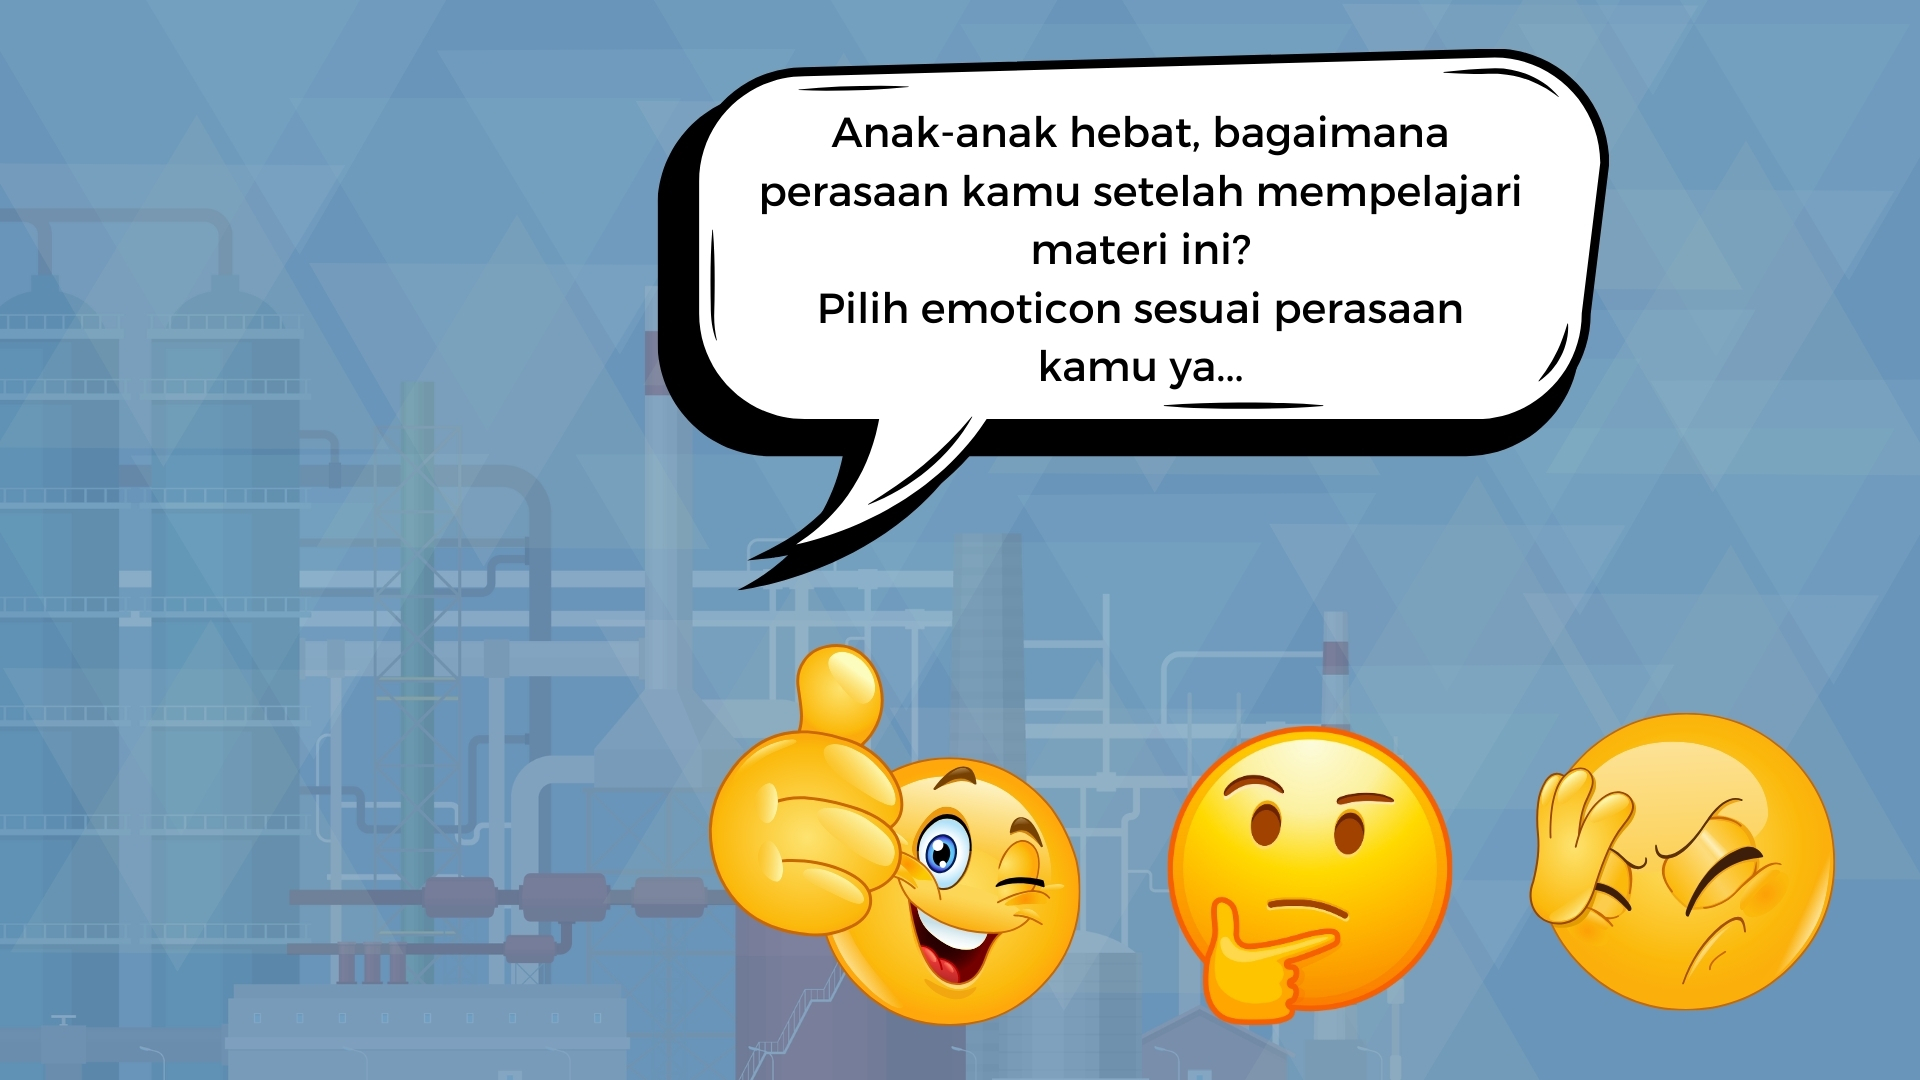 Anak-anak hebat, bagaimana
perasaan kamu setelah mempelajari
materi ini?
Pilih emoticon sesuai perasaan
kamu ya...